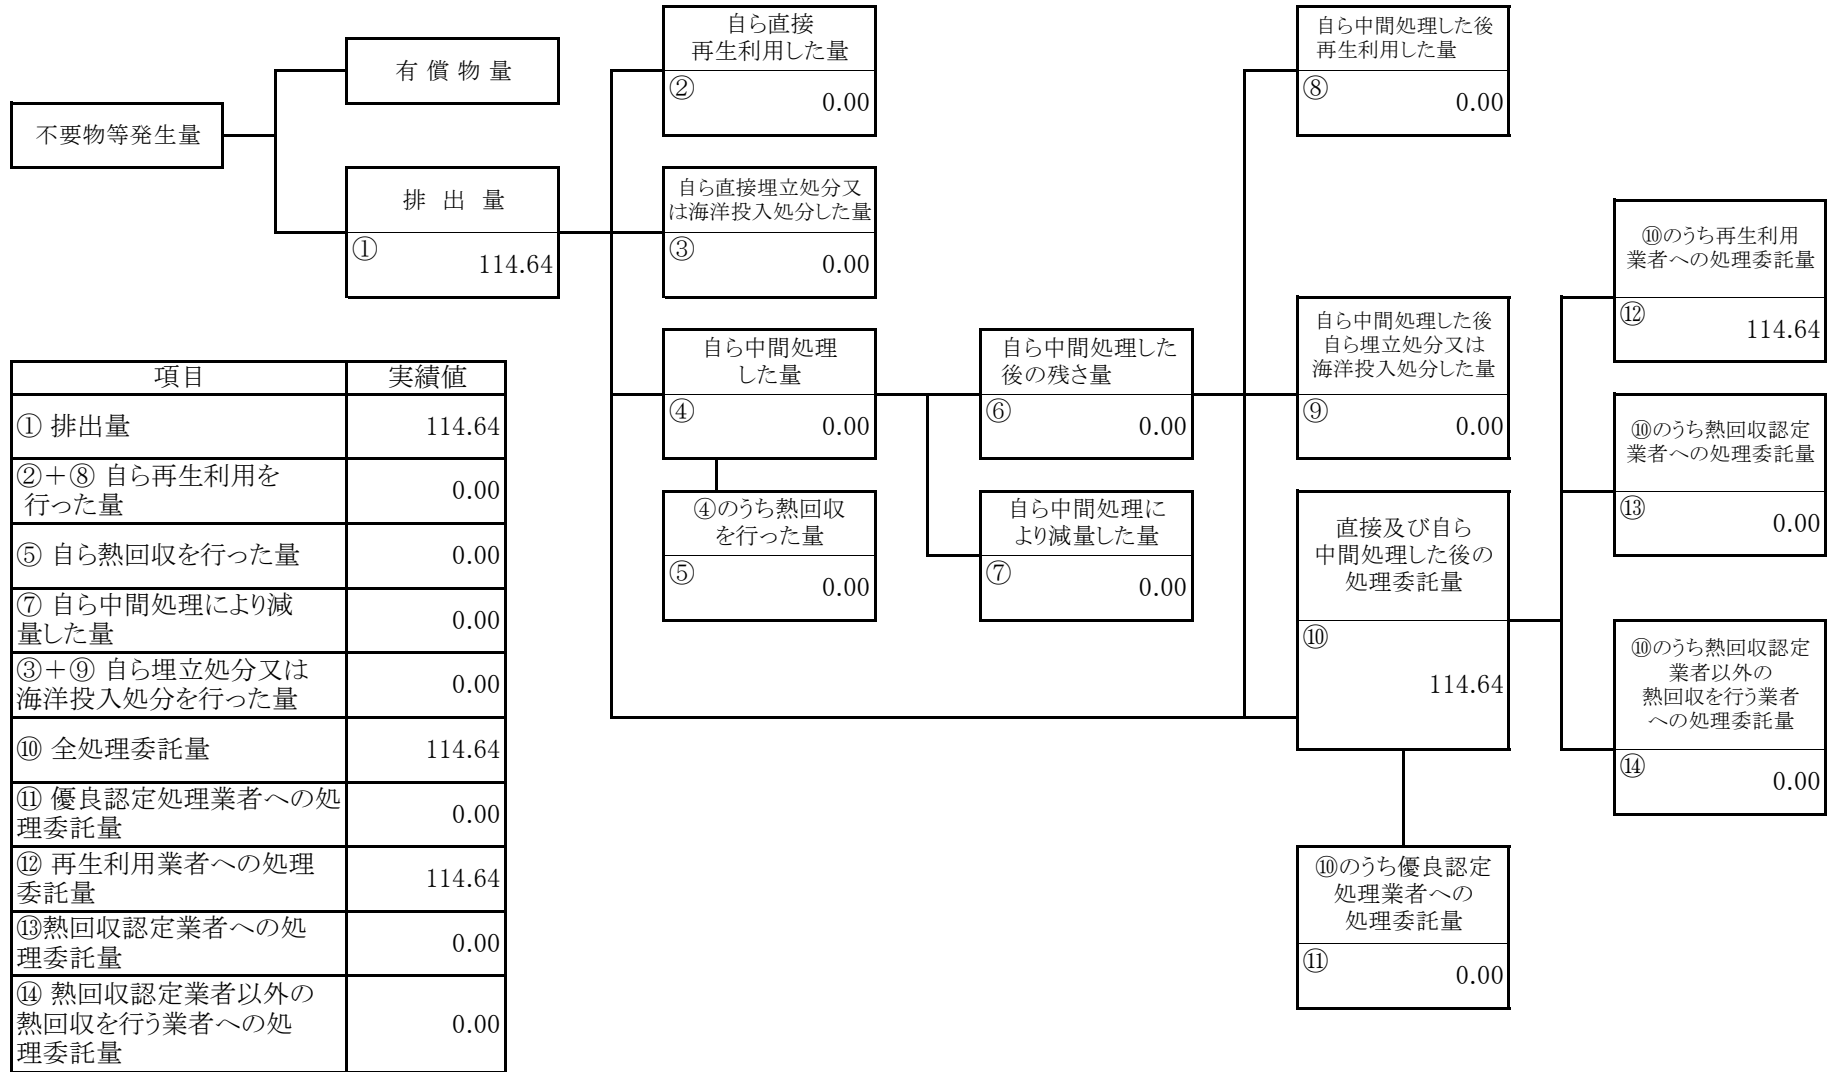 不要物等発生量
有 償 物 量
排 出 量
①
114.64
自ら直接
再生利用した量
②
0.00
自ら直接埋立処分又
は海洋投入処分した量
③
0.00
自ら中間処理
した量
④
0.00
④のうち熱回収
を行った量
⑤
0.00
自ら中間処理した
後の残さ量
⑥
0.00
自ら中間処理に
より減量した量
⑦
0.00
自ら中間処理した後
再生利用した量
⑧
0.00
自ら中間処理した後
自ら埋立処分又は
海洋投入処分した量
⑨
0.00
直接及び自ら
中間処理した後の
処理委託量
⑩
114.64
⑩のうち優良認定
処理業者への
処理委託量
⑪
0.00
⑩のうち再生利用
業者への処理委託量
⑫
114.64
⑩のうち熱回収認定
業者への処理委託量
⑬
0.00
⑩のうち熱回収認定
業者以外の
熱回収を行う業者
への処理委託量
⑭
0.00
項目 実績値
① 排出量 114.64
②＋⑧ 自ら再生利用を
行った量 0.00
⑤ 自ら熱回収を行った量 0.00
⑦ 自ら中間処理により減
量した量 0.00
③＋⑨ 自ら埋立処分又は
海洋投入処分を行った量 0.00
⑩ 全処理委託量 114.64
⑪ 優良認定処理業者への処
理委託量 0.00
⑫ 再生利用業者への処理
委託量 114.64
⑬熱回収認定業者への処
理委託量 0.00
⑭ 熱回収認定業者以外の
熱回収を行う業者への処
理委託量 0.00